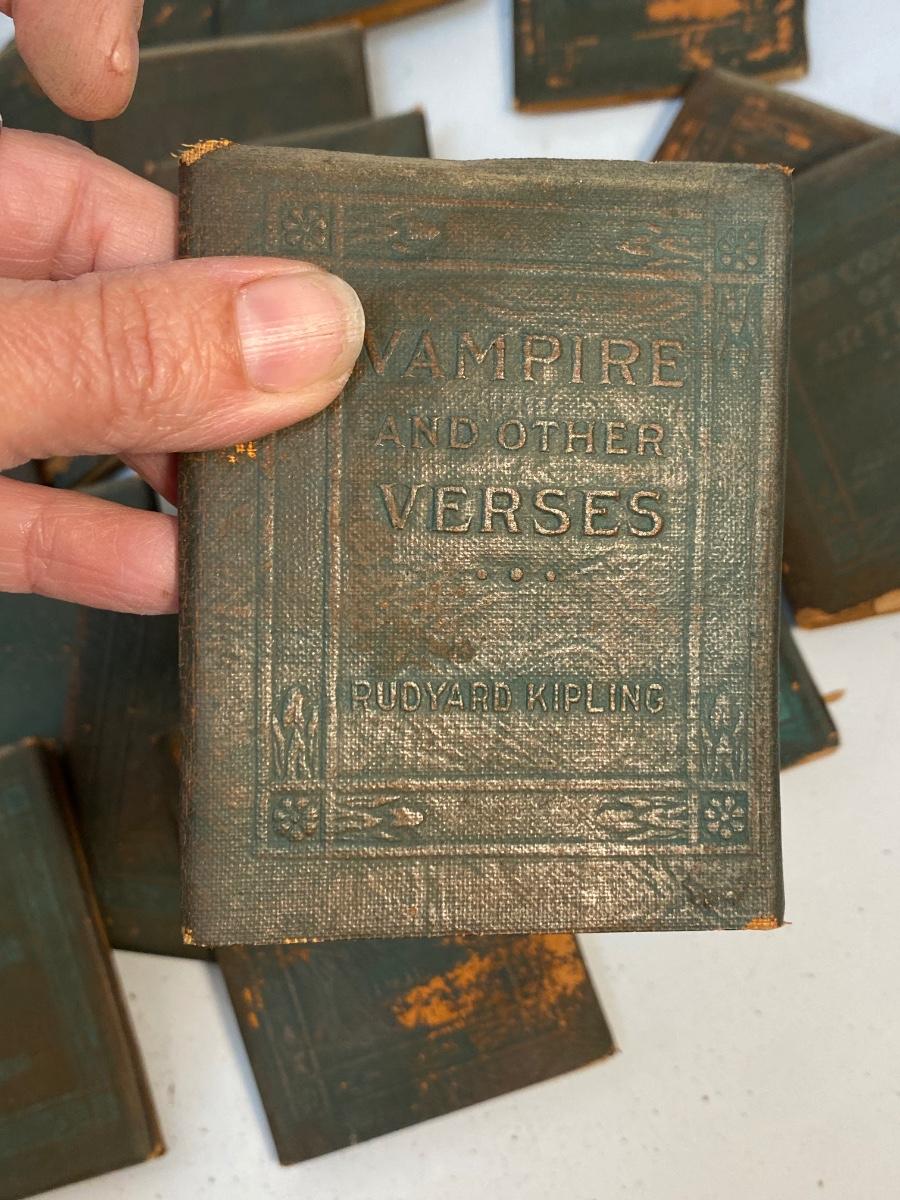 VAMPIRE
AND OTHER
VERSES
RUDYARD KIPLING